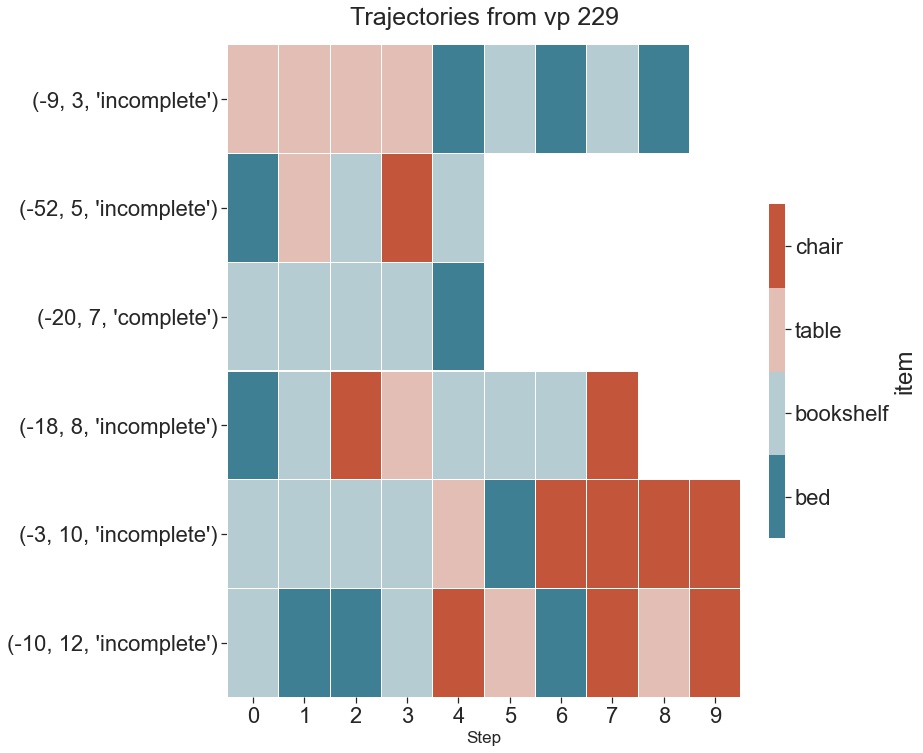 Trajectories from vp 229
(-9, 3, 'incomplete')
(-52, 5, 'incomplete')
(-20, 7, 'complete')
(-18, 8, 'incomplete')
(-3, 10, 'incomplete')
(-10, 12, 'incomplete')
0 1 2 3 4 5 6 7 8 9
Step
chair
table
bookshelf
bed
item